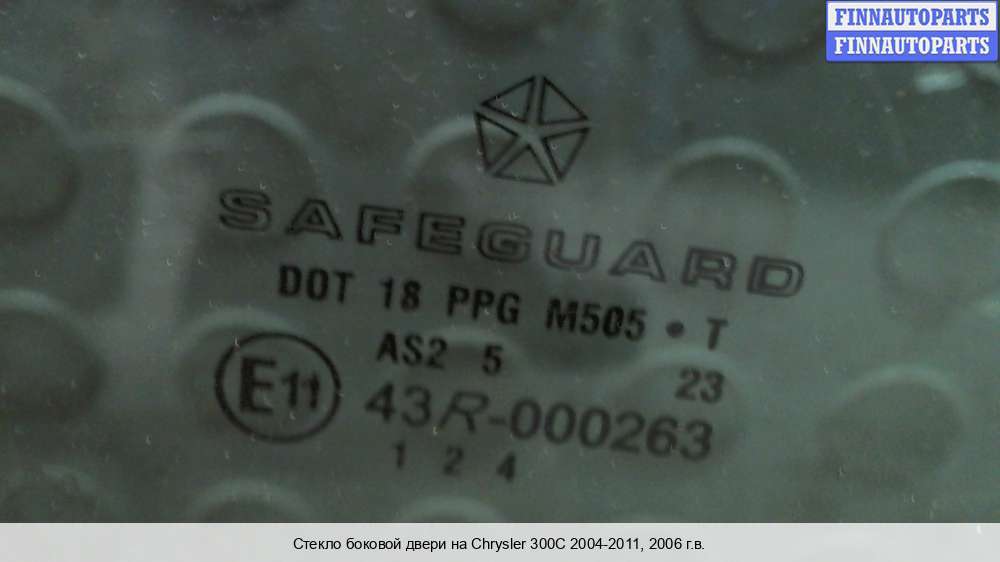 FINNAUTOPARTS
FINNAUTOPARTS
SAFEGUARD
DOT 18 PPG M505 • T
AS2 5 23
E11 43R-000263
1 2 4
Стекло боковой двери на Chrysler 300C 2004-2011, 2006 г.в.